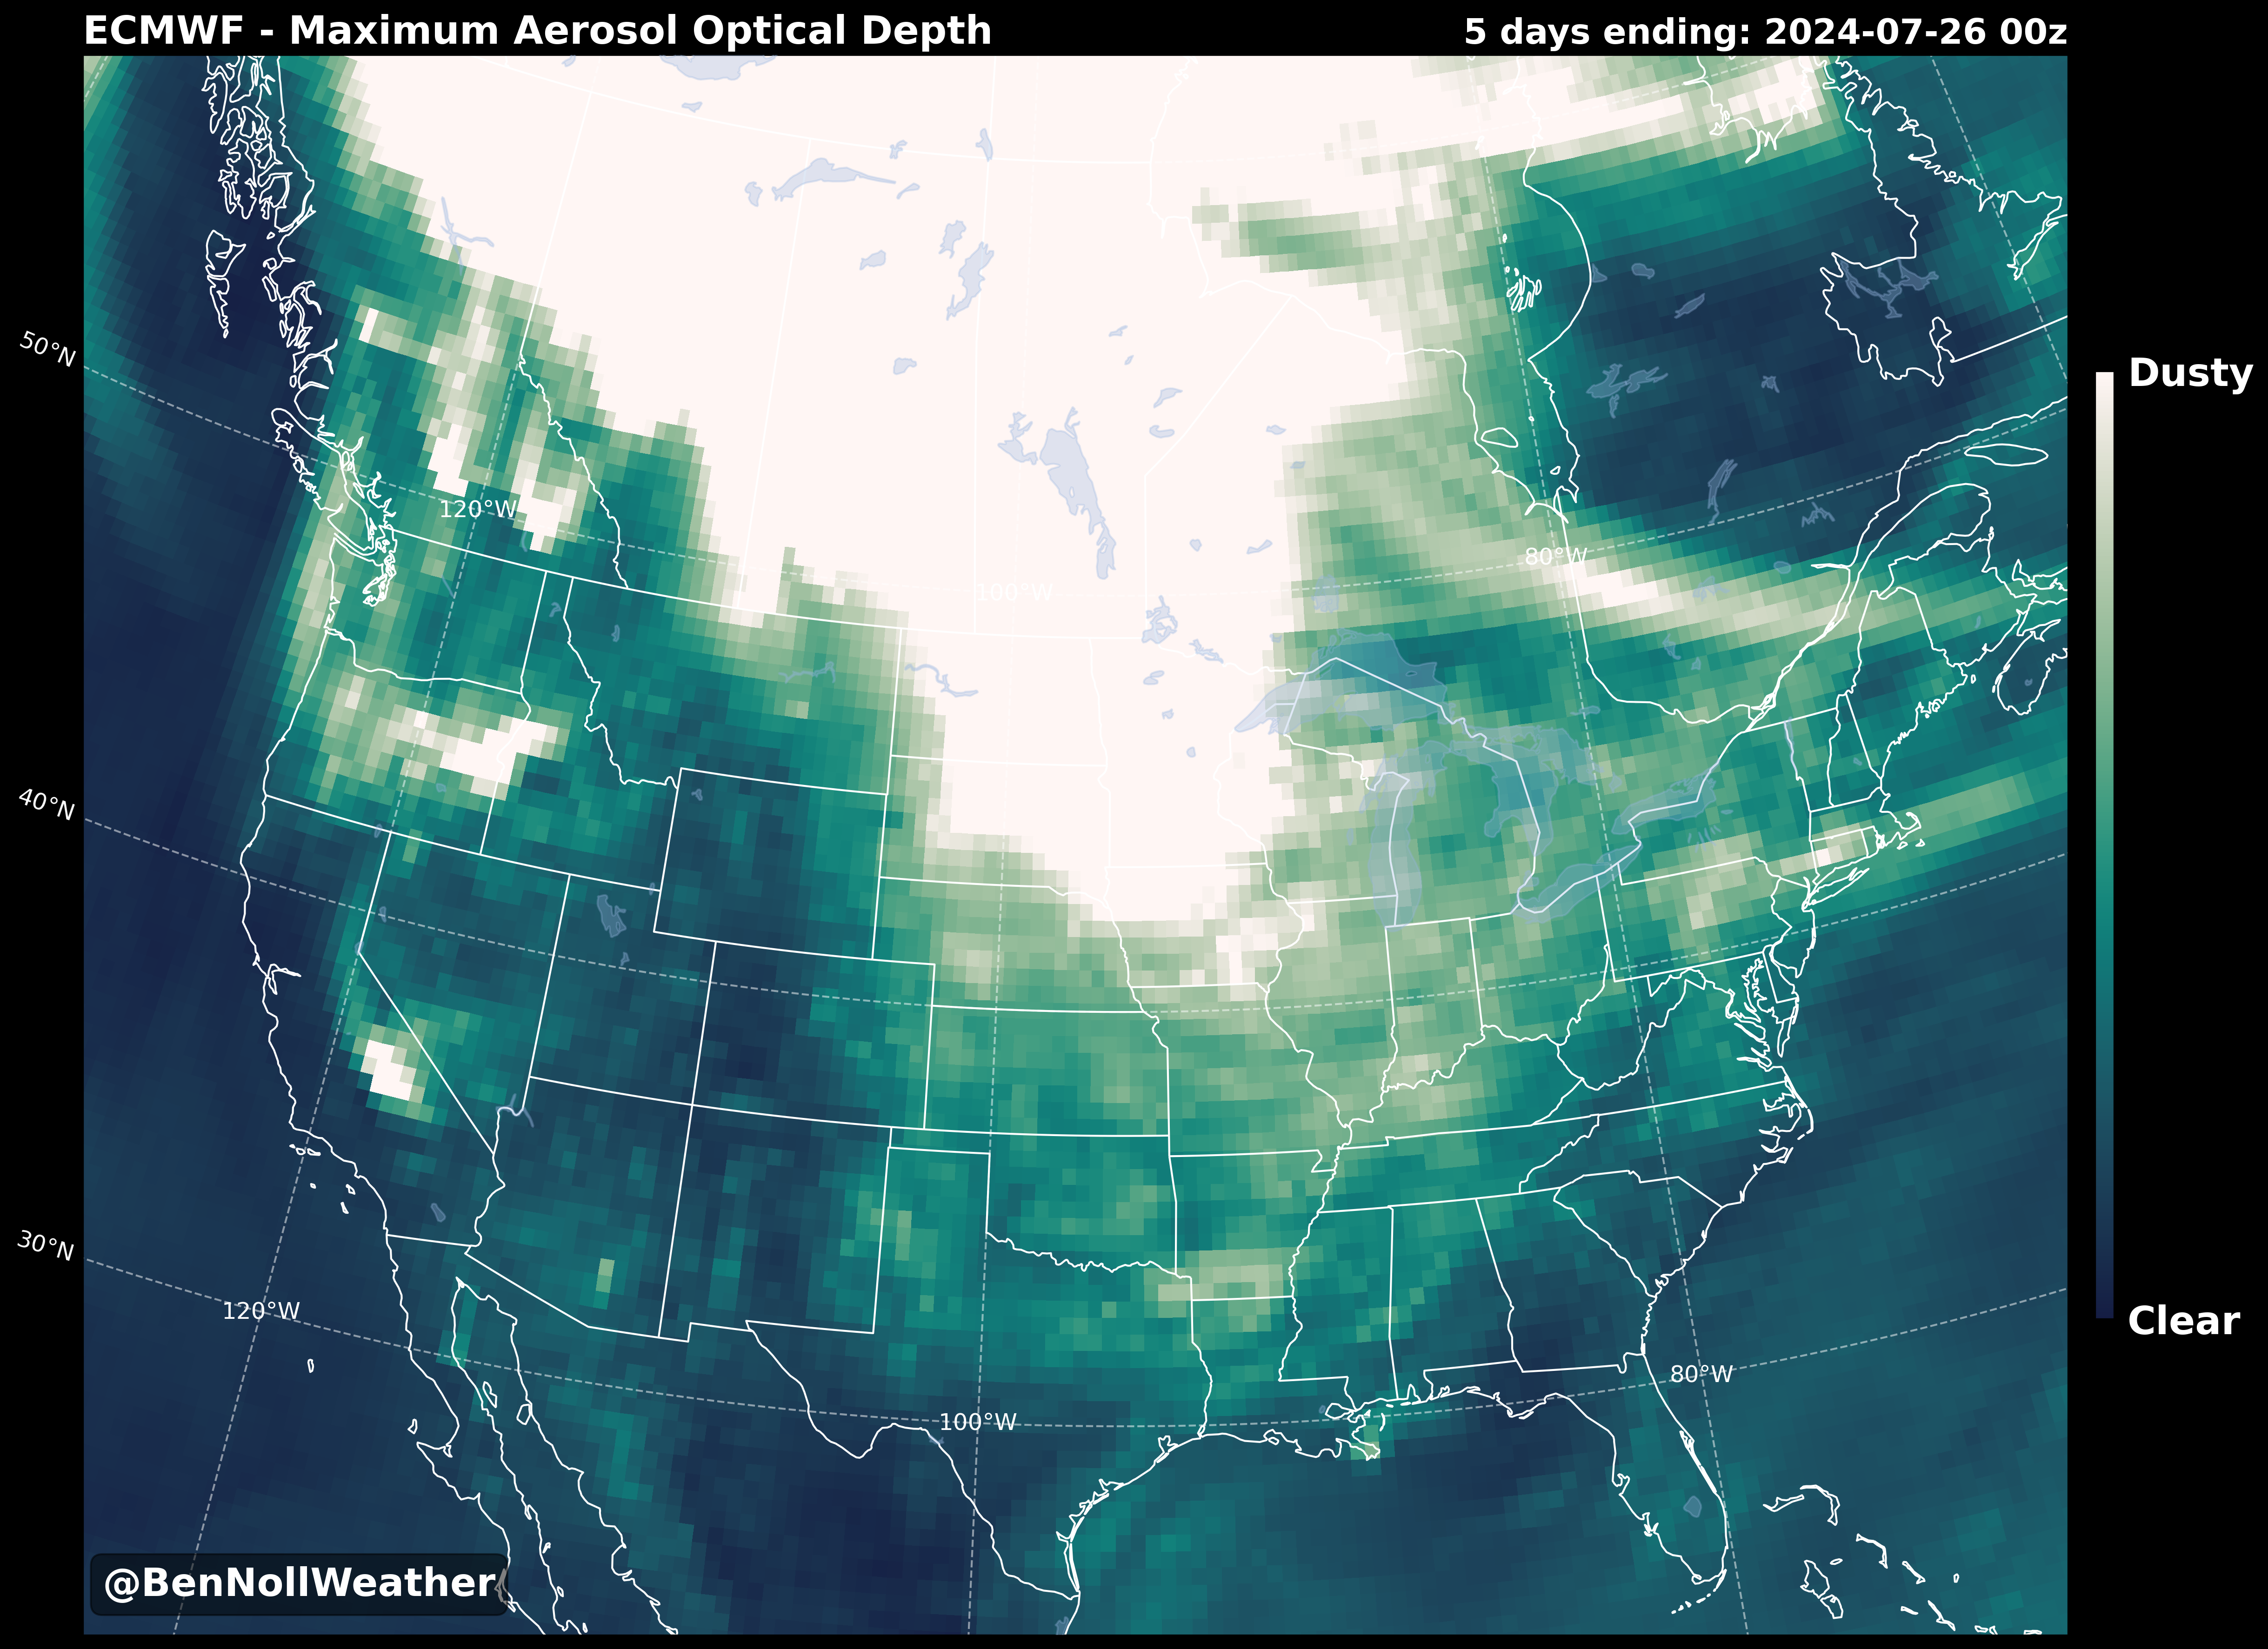 ECMWF - Maximum Aerosol Optical Depth
5 days ending: 2024-07-26 00z
50°N
Dusty
120°W
80°W
100°W
40°N
30°N
120°W
Clear
80°W
100°W
@BenNollWeather